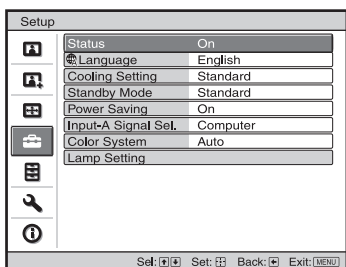 Setup
Status On
Language English
Cooling Setting Standard
Standby Mode Standard
Power Saving On
Input-A Signal Sel. Computer
Color System Auto
Lamp Setting
Sel: Set: Back: Exit: MENU